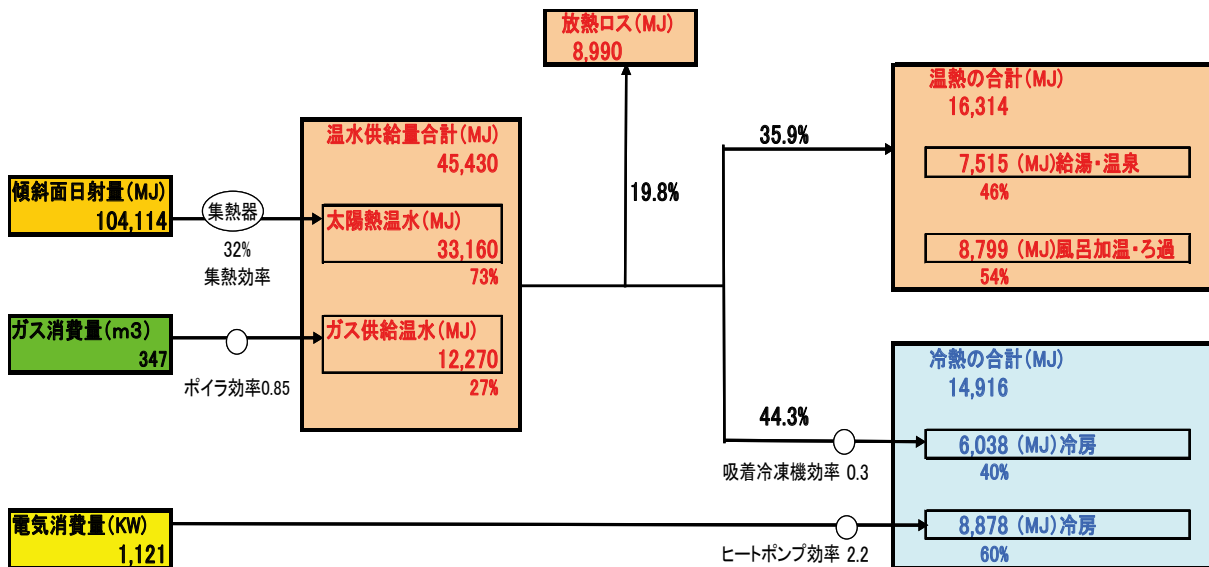 放熱ロス(MJ)
8,990
温熱の合計(MJ)
16,314
7,515 (MJ)給湯・温泉
46%
8,799 (MJ)風呂加温・ろ過
54%
35.9%
19.8%
温水供給量合計(MJ)
45,430
太陽熱温水(MJ)
33,160
73%
ガス供給温水(MJ)
12,270
27%
傾斜面日射量(MJ)
104,114
集熱器
32%
集熱効率
ガス消費量(m3)
347
ボイラ効率0.85
冷熱の合計(MJ)
14,916
44.3%
6,038 (MJ)冷房
40%
吸着冷凍機効率 0.3
8,878 (MJ)冷房
60%
電気消費量(KW)
1,121
ヒートポンプ効率 2.2